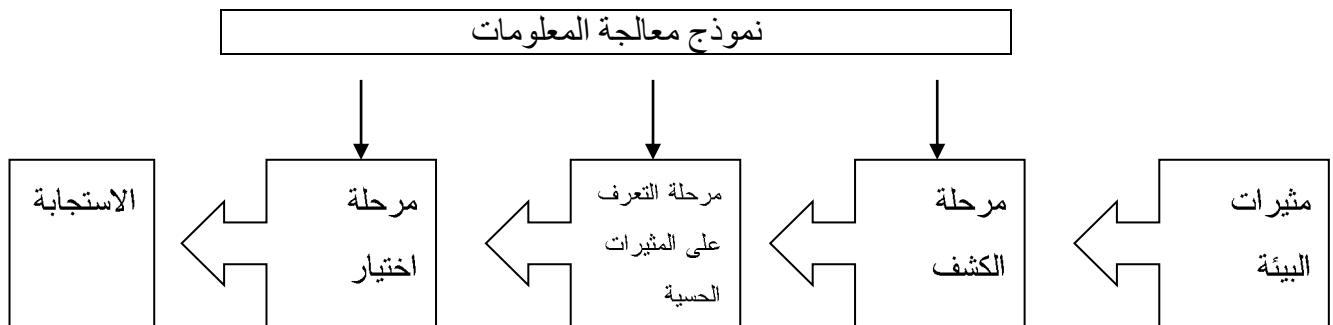 نموذج معالجة المعلومات
مثيرات
البيئة
مرحلة
الكشف
مرحلة التعرف
على المثيرات
الحسية
مرحلة
اختيار
الاستجابة